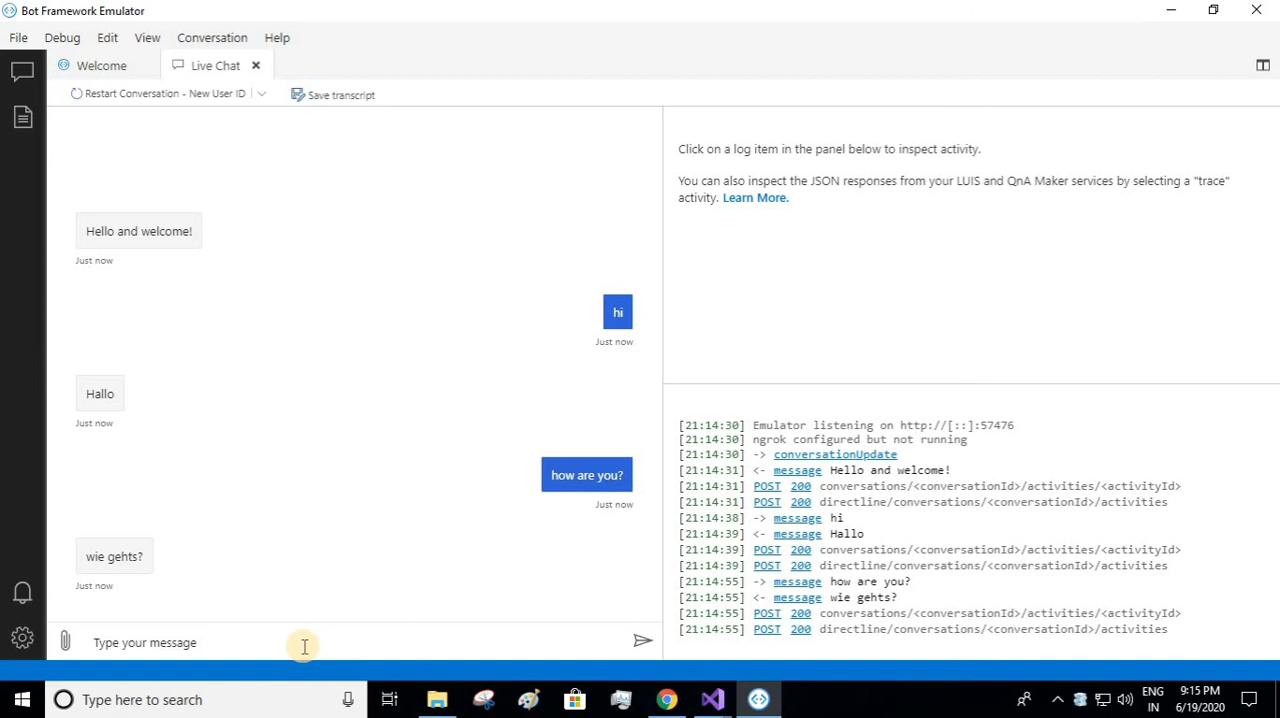 Bot Framework Emulator
File Debug Edit View Conversation Help
Welcome Live Chat
Restart Conversation - New User ID Save transcript
Click on a log item in the panel below to inspect activity.
You can also inspect the JSON responses from your LUIS and QnA Maker services by selecting a "trace"
activity. Learn More.
Hello and welcome!
Just now
hi
Just now
Hallo
Just now
how are you?
Just now
wie gehts?
Just now
Type your message
[21:14:30] Emulator listening on http://[::]:57476
[21:14:30] ngrok configured but not running
[21:14:30] -> conversationUpdate
[21:14:31] <- message Hello and welcome!
[21:14:31] POST 200 conversations/<conversationId>/activities/<activityId>
[21:14:31] POST 200 directline/conversations/<conversationId>/activities
[21:14:38] -> message hi
[21:14:39] <- message Hallo
[21:14:39] POST 200 conversations/<conversationId>/activities/<activityId>
[21:14:39] POST 200 directline/conversations/<conversationId>/activities
[21:14:55] -> message how are you?
[21:14:55] <- message wie gehts?
[21:14:55] POST 200 conversations/<conversationId>/activities/<activityId>
[21:14:55] POST 200 directline/conversations/<conversationId>/activities
Type here to search
ENG
IN
9:15 PM
6/19/2020